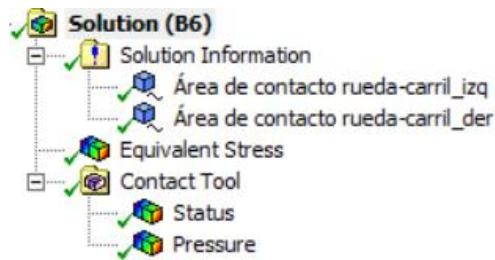 Solution (B6)
Solution Information
Área de contacto rueda-carril_izq
Área de contacto rueda-carril_der
Equivalent Stress
Contact Tool
Status
Pressure